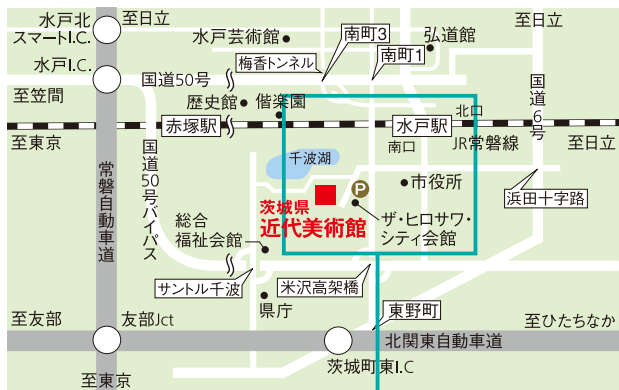 水戸北
スマートI.C.
至日立
水戸芸術館
南町3
弘道館
至日立
水戸I.C.
梅香トンネル
南町1
国道50号
至笠間
国道6号
歴史館
偕楽園
北口
赤塚駅
水戸駅
至東京
南口
JR常磐線
至日立
千波湖
国道50号バイパス
常磐自動車道
P
市役所
浜田十字路
茨城県
近代美術館
ザ・ヒロサワ・
シティ会館
総合
福祉会館
サントル千波
米沢高架橋
県庁
東野町
至友部
友部Jct
至ひたちなか
北関東自動車道
茨城町東I.C
至東京